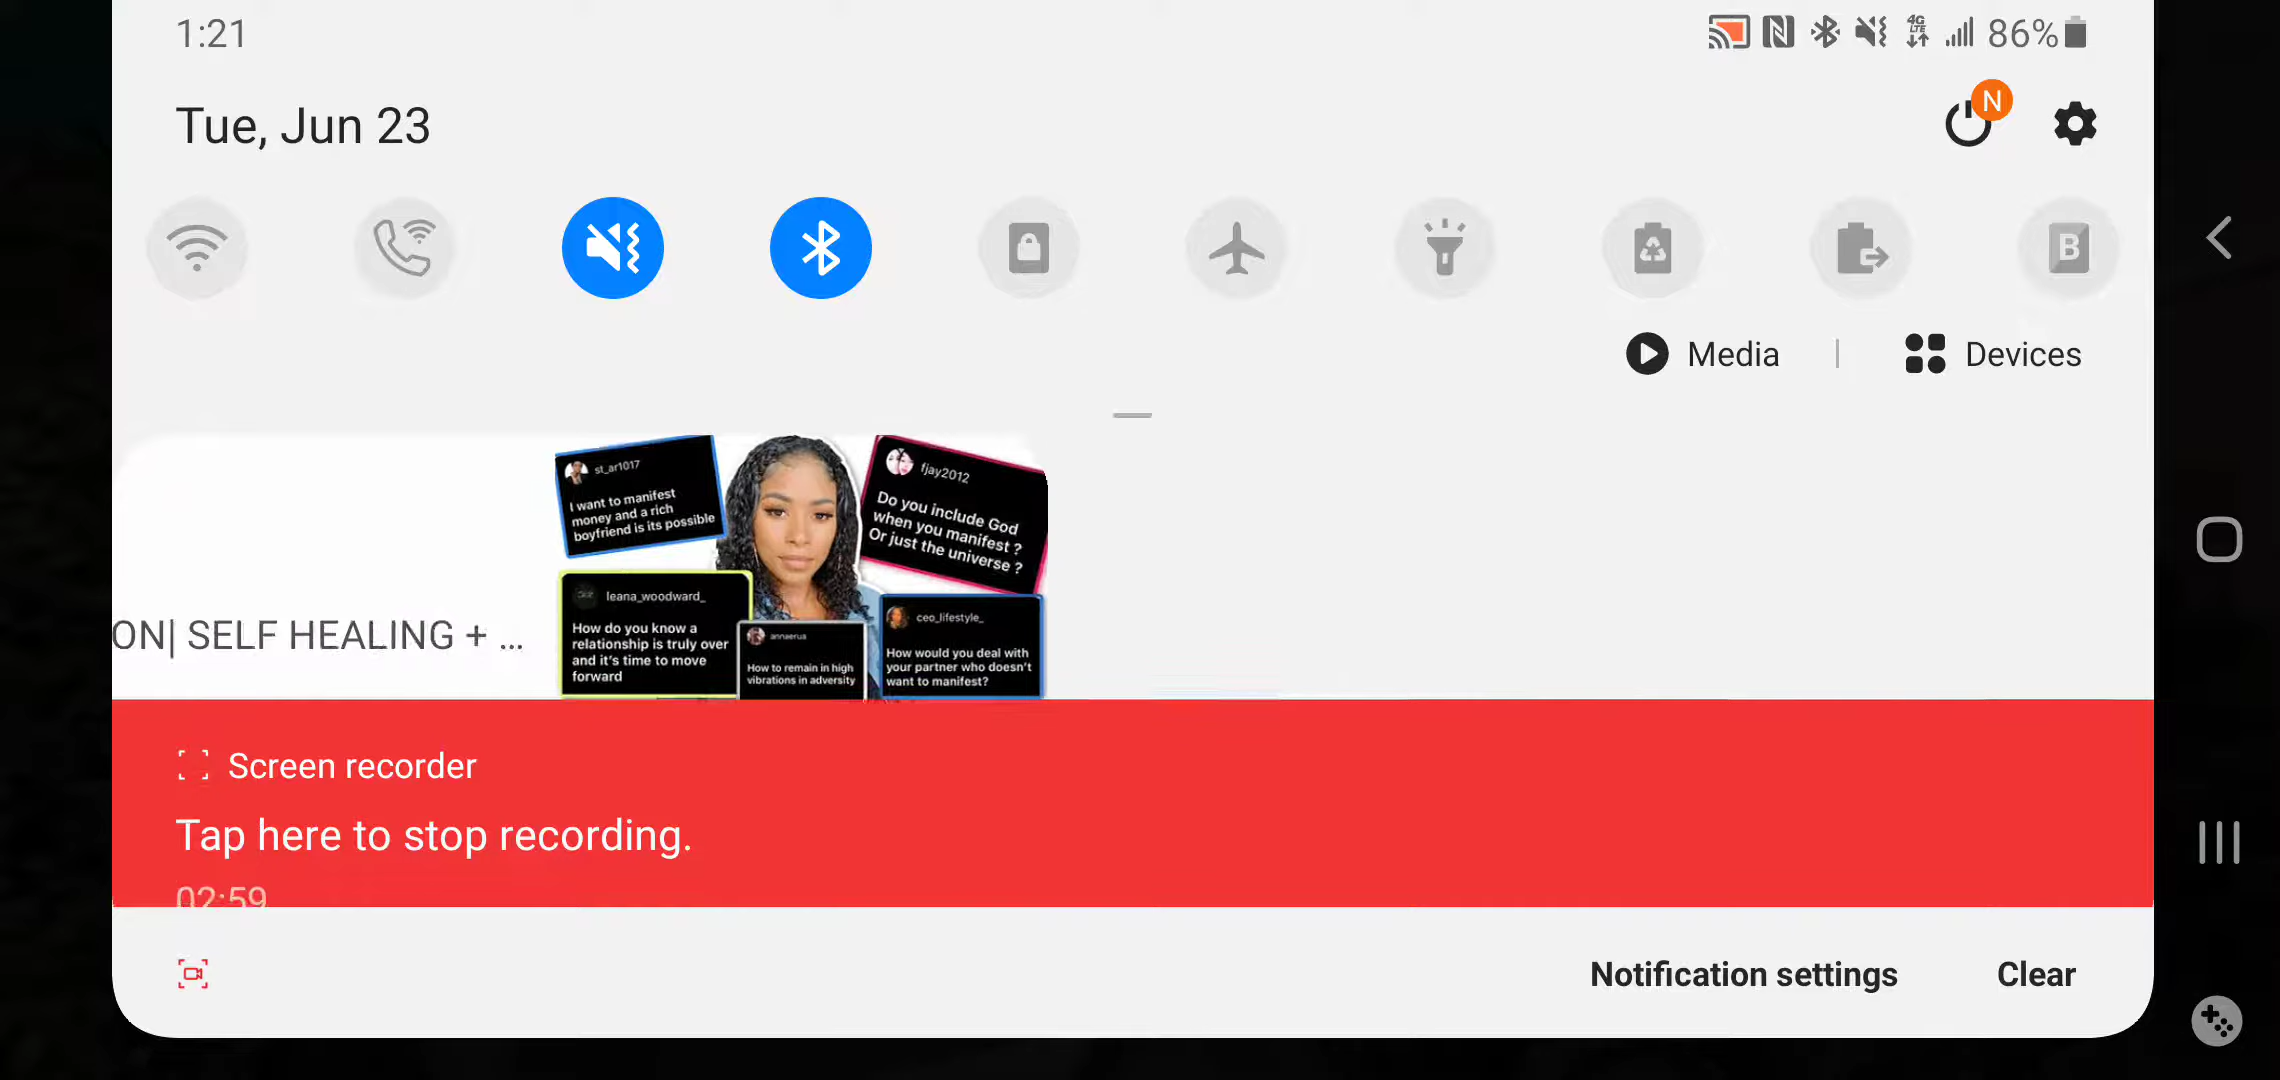 1:21
4G
LTE
86%
Tue, Jun 23
N
B
Media
Devices
st_ar1017
I want to manifest
money and a rich
boyfriend is its possible
fjay2012
Do you include God
when you manifest ?
Or just the universe ?
leana_woodward_
How do you know a
relationship is truly over
and it's time to move
forward
annaerua
How to remain in high
vibrations in adversity
ceo_lifestyle_
How would you deal with
your partner who doesn't
want to manifest?
ON| SELF HEALING + ...
Screen recorder
Tap here to stop recording.
02:59
Notification settings
Clear